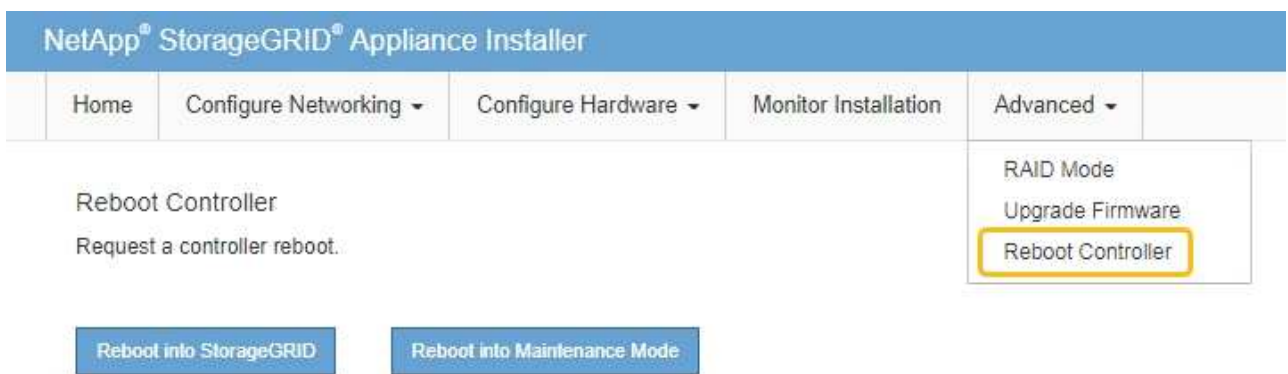 NetApp® StorageGRID® Appliance Installer
Home Configure Networking Configure Hardware Monitor Installation Advanced
RAID Mode
Upgrade Firmware
Reboot Controller
Reboot Controller
Request a controller reboot.
Reboot into StorageGRID Reboot into Maintenance Mode